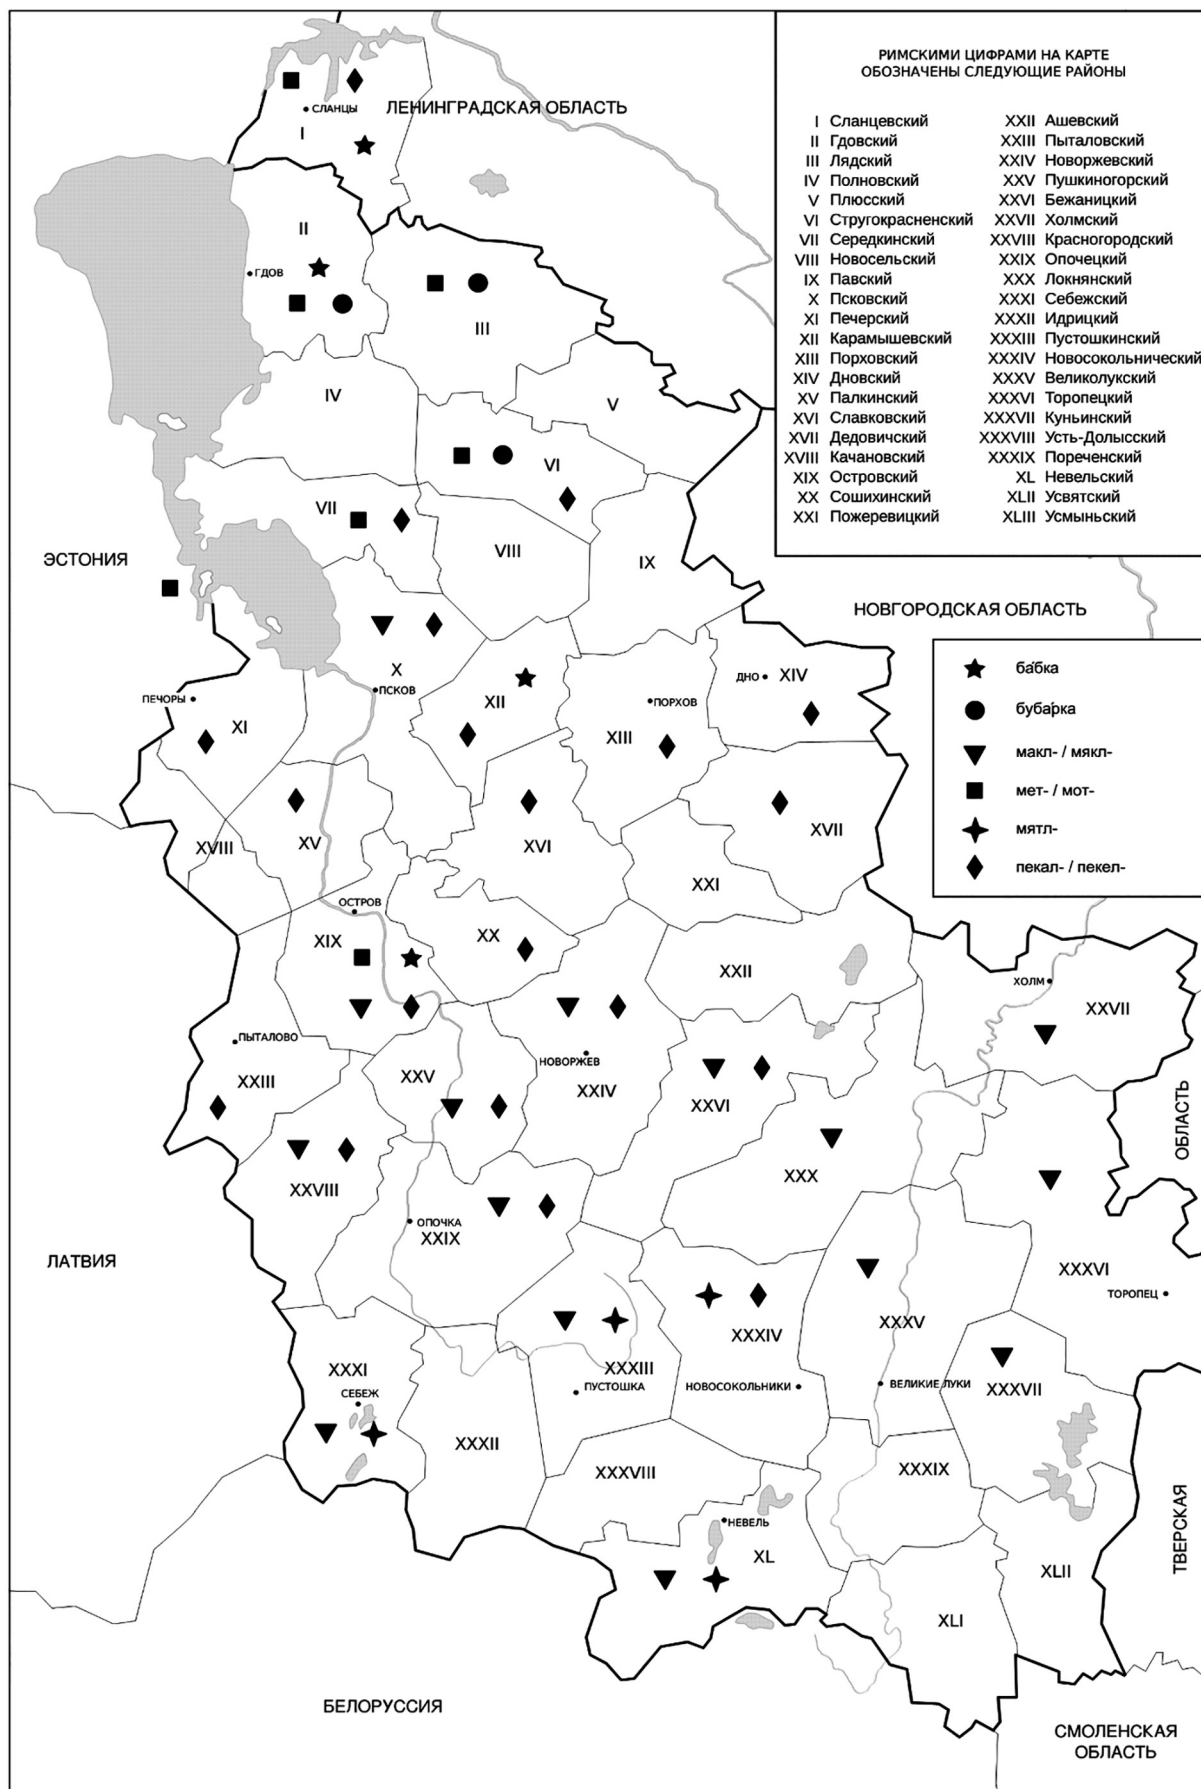 РИМСКИМИ ЦИФРАМИ НА КАРТЕ
ОБОЗНАЧЕНЫ СЛЕДУЮЩИЕ РАЙОНЫ
I Сланцевский
II Гдовский
III Лядский
IV Полновский
V Плюсский
VI Стругокрасненский
VII Середкинский
VIII Новосельский
IX Павский
X Псковский
XI Печерский
XII Карамышевский
XIII Порховский
XIV Дновский
XV Палкинский
XVI Славковский
XVII Дедовичский
XVIII Качановский
XIX Островский
XX Сошихинский
XXI Пожеревицкий
XXII Ашевский
XXIII Пыталовский
XXIV Новоржевский
XXV Пушкиногорский
XXVI Бежаницкий
XXVII Холмский
XXVIII Красногородский
XXIX Опочецкий
XXX Локнянский
XXXI Себежский
XXXII Идрицкий
XXXIII Пустошкинский
XXXIV Новосокольнический
XXXV Великолукский
XXXVI Торопецкий
XXXVII Куньинский
XXXVIII Усть-Долысский
XXXIX Пореченский
XL Невельский
XLII Усвятский
XLIII Усмыньский
СЛАНЦЫ
ЛЕНИНГРАДСКАЯ ОБЛАСТЬ
I
II
ГДОВ
III
IV
V
VI
VII
VIII
ЭСТОНИЯ
IX
НОВГОРОДСКАЯ ОБЛАСТЬ
ба́бка
буба́рка
макл- / мякл-
мет- / мот-
мятл-
пекал- / пекел-
X
ПСКОВ
ПЕЧОРЫ
XI
XII
XIII
ПОРХОВ
ДНО
XIV
XV
XVI
XVII
XVIII
XXI
ОСТРОВ
XIX
XX
XXII
ХОЛМ
XXVII
ПЫТАЛОВО
XXIII
XXV
НОВОРЖЕВ
XXIV
XXVI
ОБЛАСТЬ
XXVIII
XXX
ОПОЧКА
XXIX
ЛАТВИЯ
XXXVI
ТОРОПЕЦ
XXXIV
XXXV
XXXI
СЕБЕЖ
XXXIII
ПУСТОШКА
НОВОСОКОЛЬНИКИ
ВЕЛИКИЕ ЛУКИ
XXXVII
XXXII
XXXVIII
XXXIX
ТВЕРСКАЯ
НЕВЕЛЬ
XL
XLII
XLI
БЕЛОРУССИЯ
СМОЛЕНСКАЯ
ОБЛАСТЬ